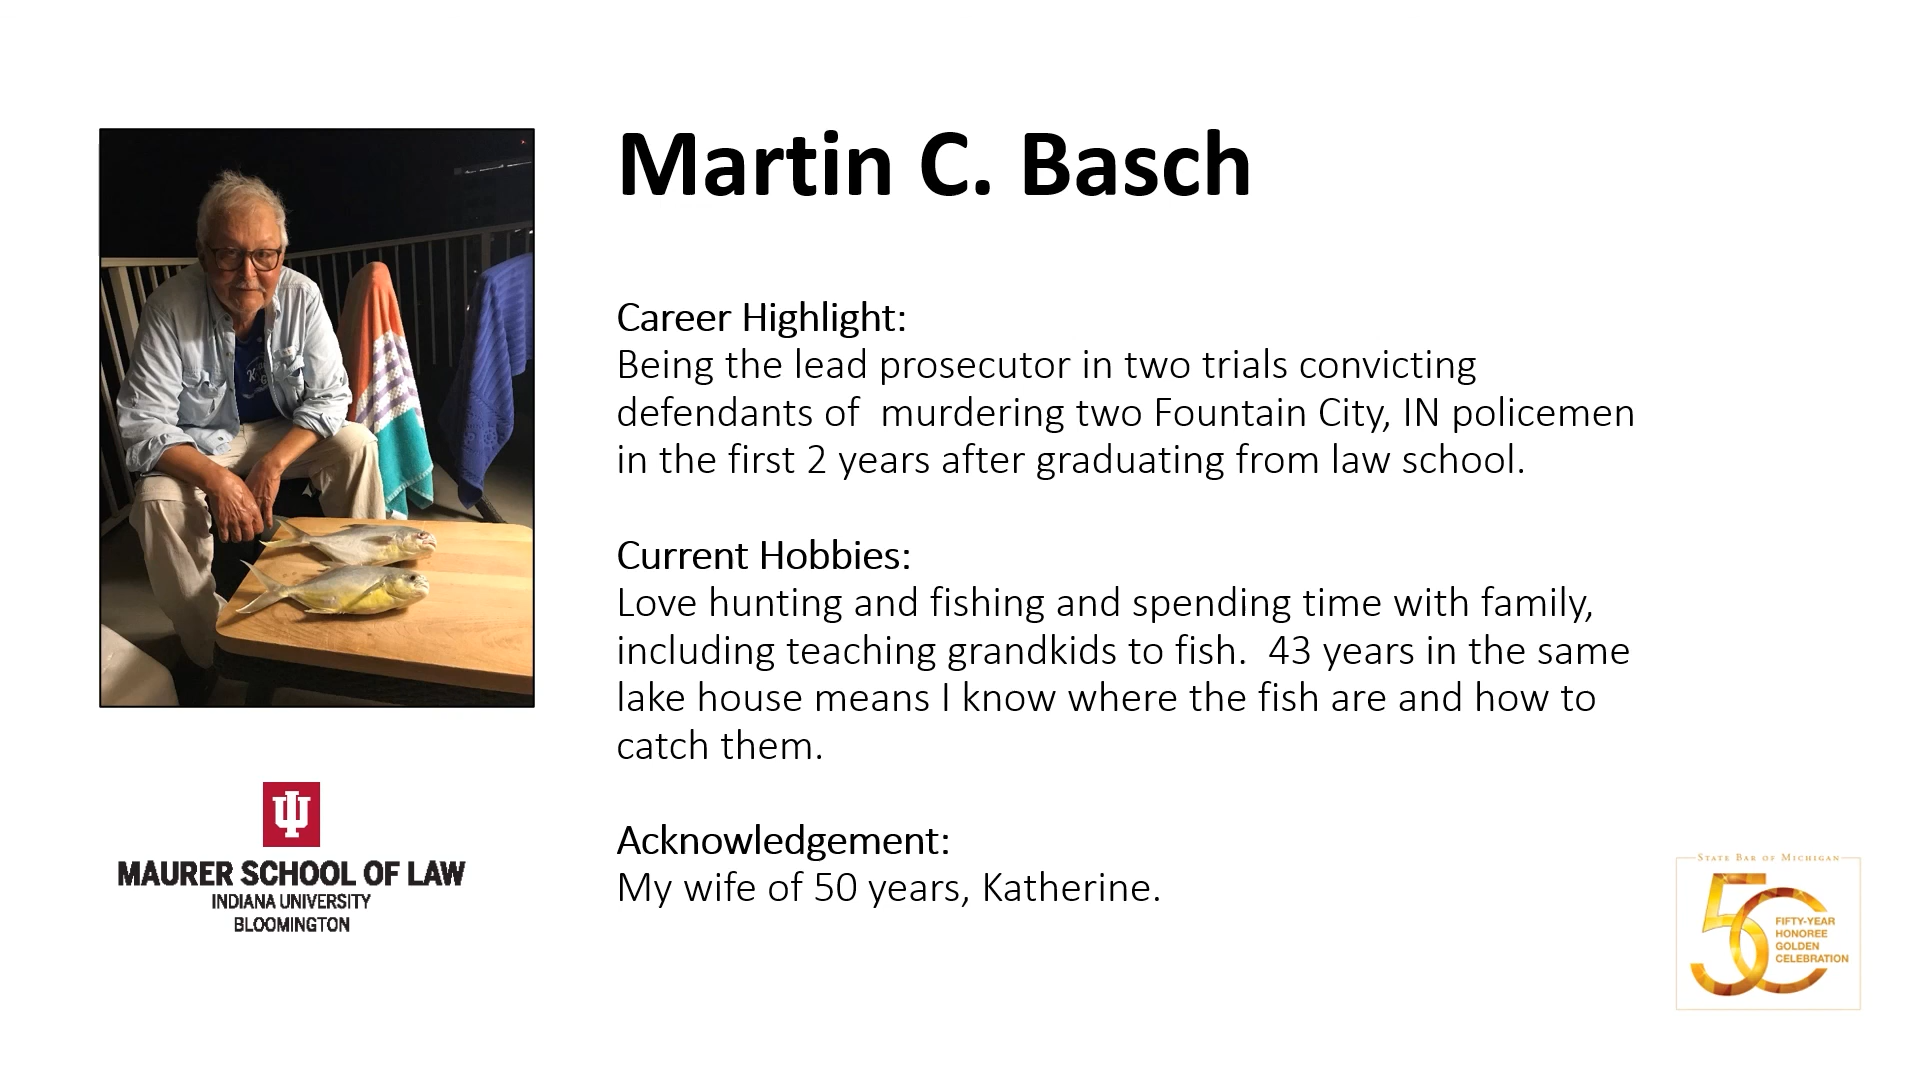 Martin C. Basch
Career Highlight:
Being the lead prosecutor in two trials convicting
defendants of  murdering two Fountain City, IN policemen
in the first 2 years after graduating from law school.
Current Hobbies:
Love hunting and fishing and spending time with family,
including teaching grandkids to fish.  43 years in the same
lake house means I know where the fish are and how to
catch them.
Acknowledgement:
My wife of 50 years, Katherine.
MAURER SCHOOL OF LAW
INDIANA UNIVERSITY
BLOOMINGTON
STATE BAR OF MICHIGAN
50
FIFTY-YEAR
HONOREE
GOLDEN
CELEBRATION